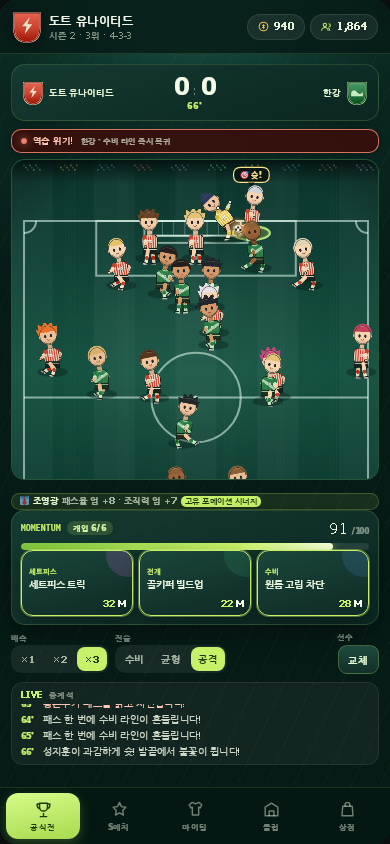 도트 유나이티드
시즌 2 · 3위 · 4-3-3
940
1,864
도트 유나이티드
0 : 0
66'
한강
역습 위기! 한강 - 수비 라인 즉시 복귀
슛!
조영광 패스율 업 +8 · 조직력 업 +7 고유 포메이션 시너지
MOMENTUM 개입 6/6
91 /100
세트피스
세트피스 트릭
32 M
전개
골키퍼 빌드업
22 M
수비
뒷공간 차단
28 M
배속
×1 ×2 ×3
전술
수비 균형 공격
선수
교체
LIVE 중계석
64' 패스 한 번에 수비 라인이 흔들립니다!
65' 패스 한 번에 수비 라인이 흔들립니다!
66' 성지훈이 과감하게 슛! 발끝에서 불꽃이 튑니다!
공식전
S매치
마이팀
클럽
상점